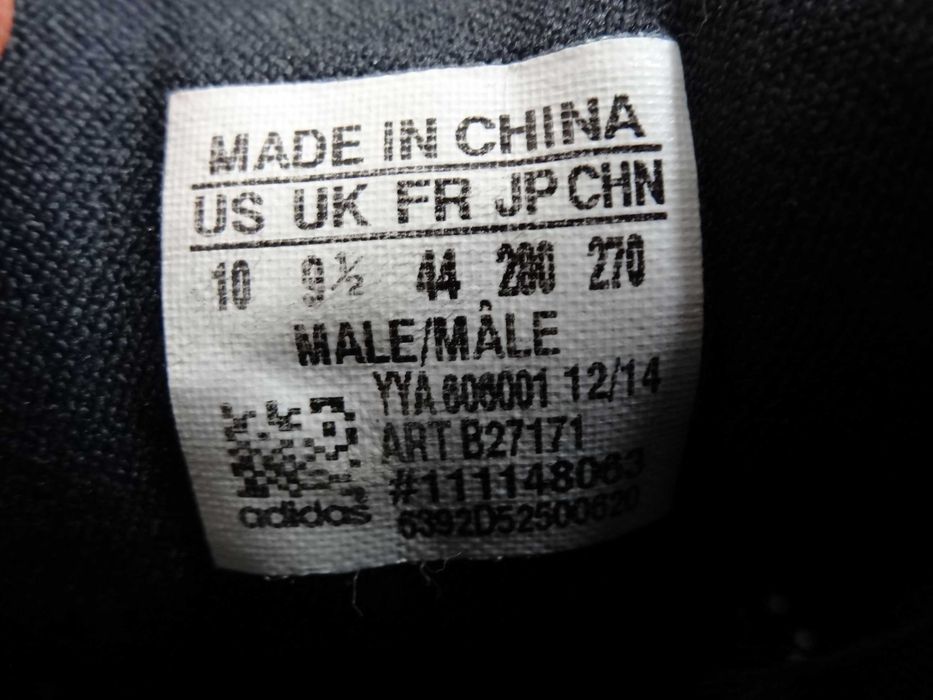 MADE IN CHINA
US UK FR JP CHN
10 9½ 44 280 270
MALE/MÂLE
YYA 606001 12/14
ART B27171
#111148063
adidas 6392D52500620